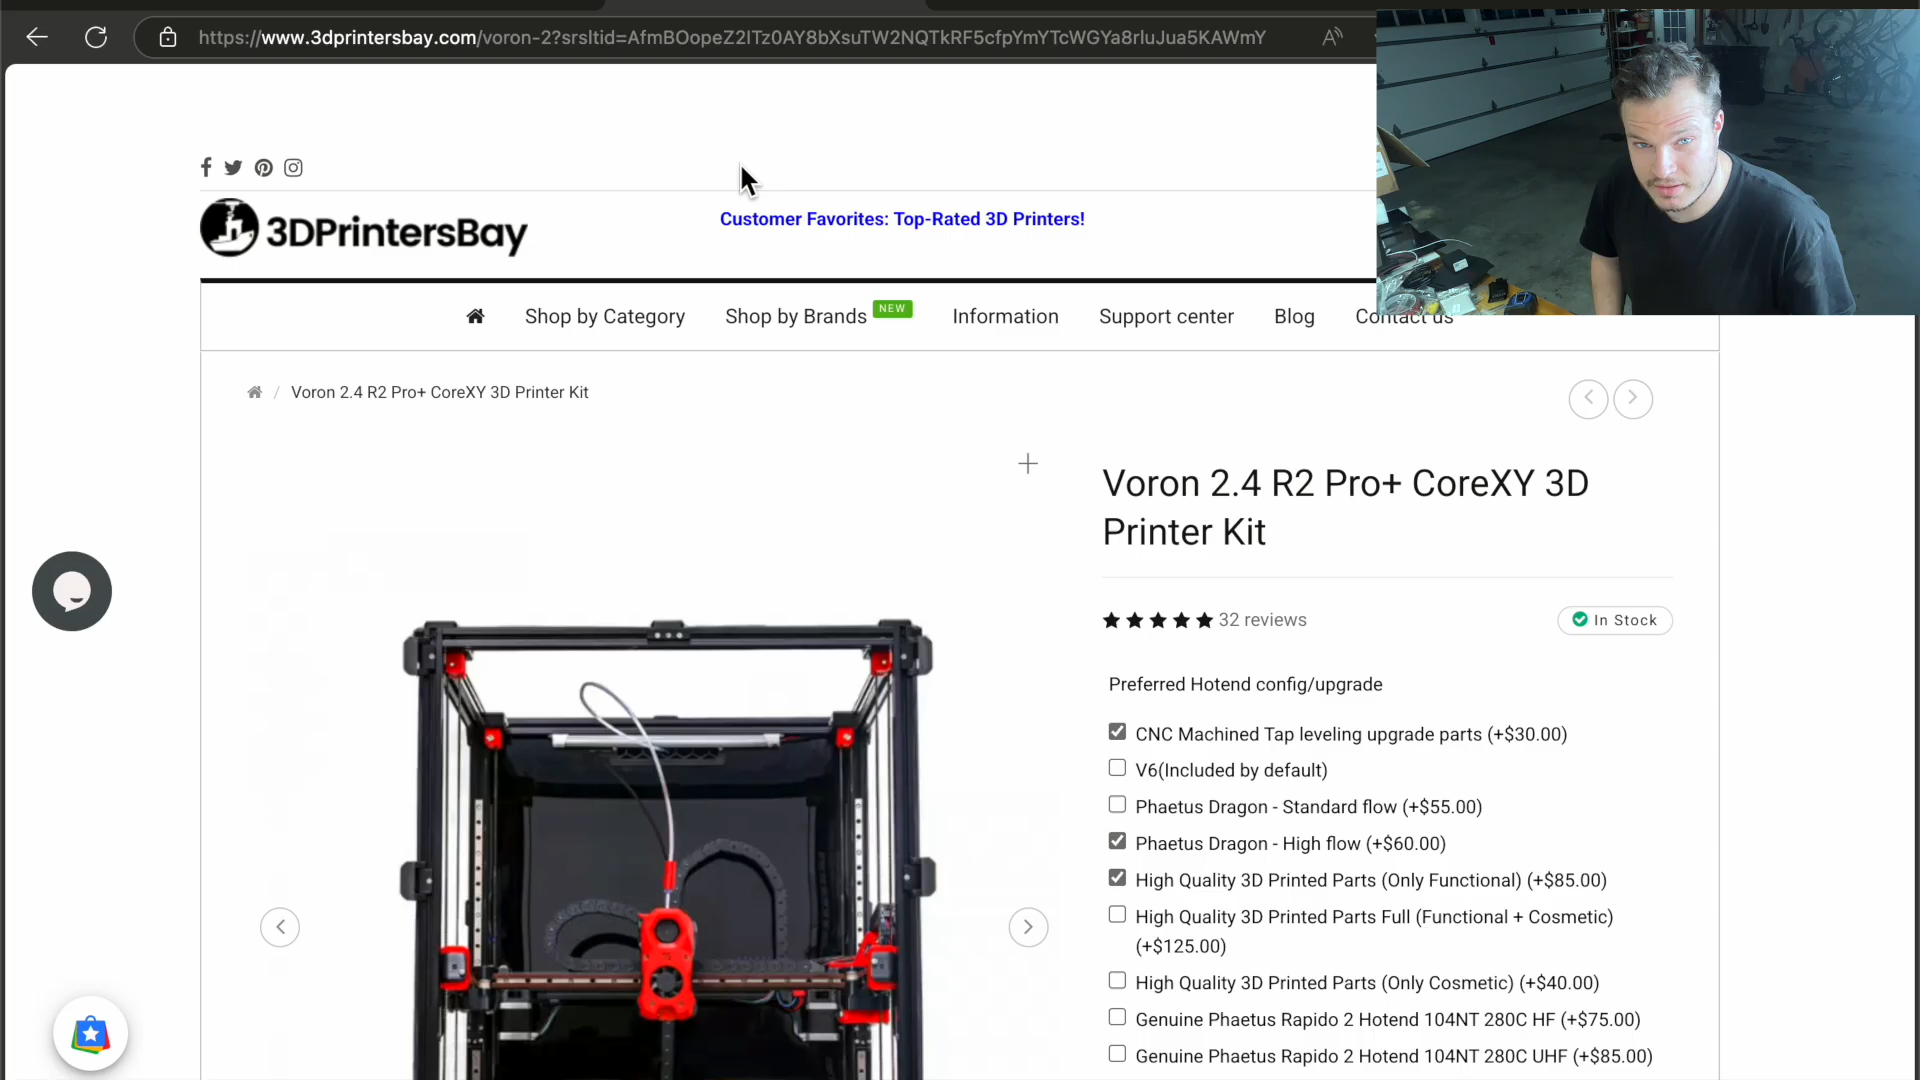 https://www.3dprintersbay.com/voron-2?srsltid=AfmBOopeZ2ITz0AY8bXsuTW2NQTkRF5cfpYmYTcWGYa8rluJua5KAWmY
3DPrintersBay
Customer Favorites: Top-Rated 3D Printers!
Shop by Category
Shop by Brands NEW
Information
Support center
Blog
Contact us
/ Voron 2.4 R2 Pro+ CoreXY 3D Printer Kit
Voron 2.4 R2 Pro+ CoreXY 3D
Printer Kit
32 reviews
In Stock
Preferred Hotend config/upgrade
CNC Machined Tap leveling upgrade parts (+$30.00)
V6(Included by default)
Phaetus Dragon - Standard flow (+$55.00)
Phaetus Dragon - High flow (+$60.00)
High Quality 3D Printed Parts (Only Functional) (+$85.00)
High Quality 3D Printed Parts Full (Functional + Cosmetic)
(+$125.00)
High Quality 3D Printed Parts (Only Cosmetic) (+$40.00)
Genuine Phaetus Rapido 2 Hotend 104NT 280C HF (+$75.00)
Genuine Phaetus Rapido 2 Hotend 104NT 280C UHF (+$85.00)